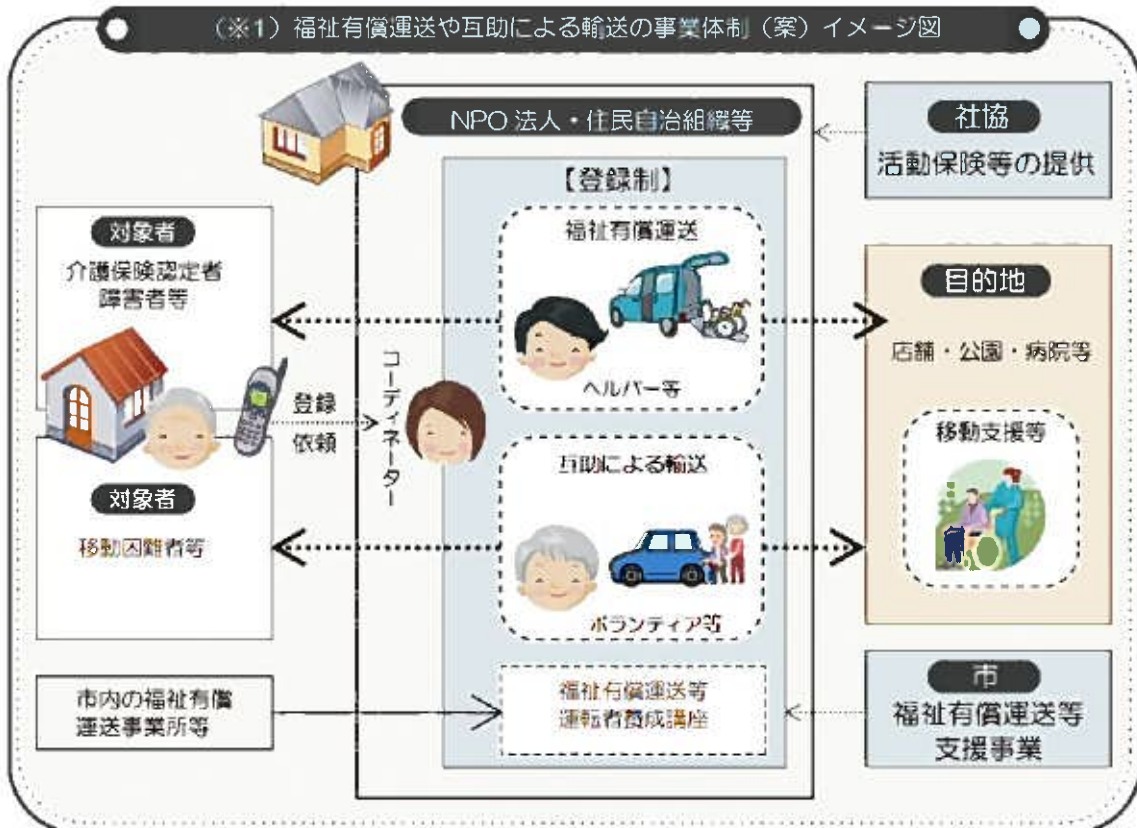 (※1)福祉有償運送や互助による輸送の事業体制(案)イメージ図
NPO 法人・住民自治組織等
【登録制】
福祉有償運送
ヘルパー等
互助による輸送
ボランティア等
福祉有償運送等
運転者養成講座
対象者
介護保険認定者
障害者等
登録
依頼
コーディネーター
対象者
移動困難者等
市内の福祉有償
運送事業所等
社協
活動保険等の提供
目的地
店舗・公園・病院等
移動支援等
市
福祉有償運送等
支援事業